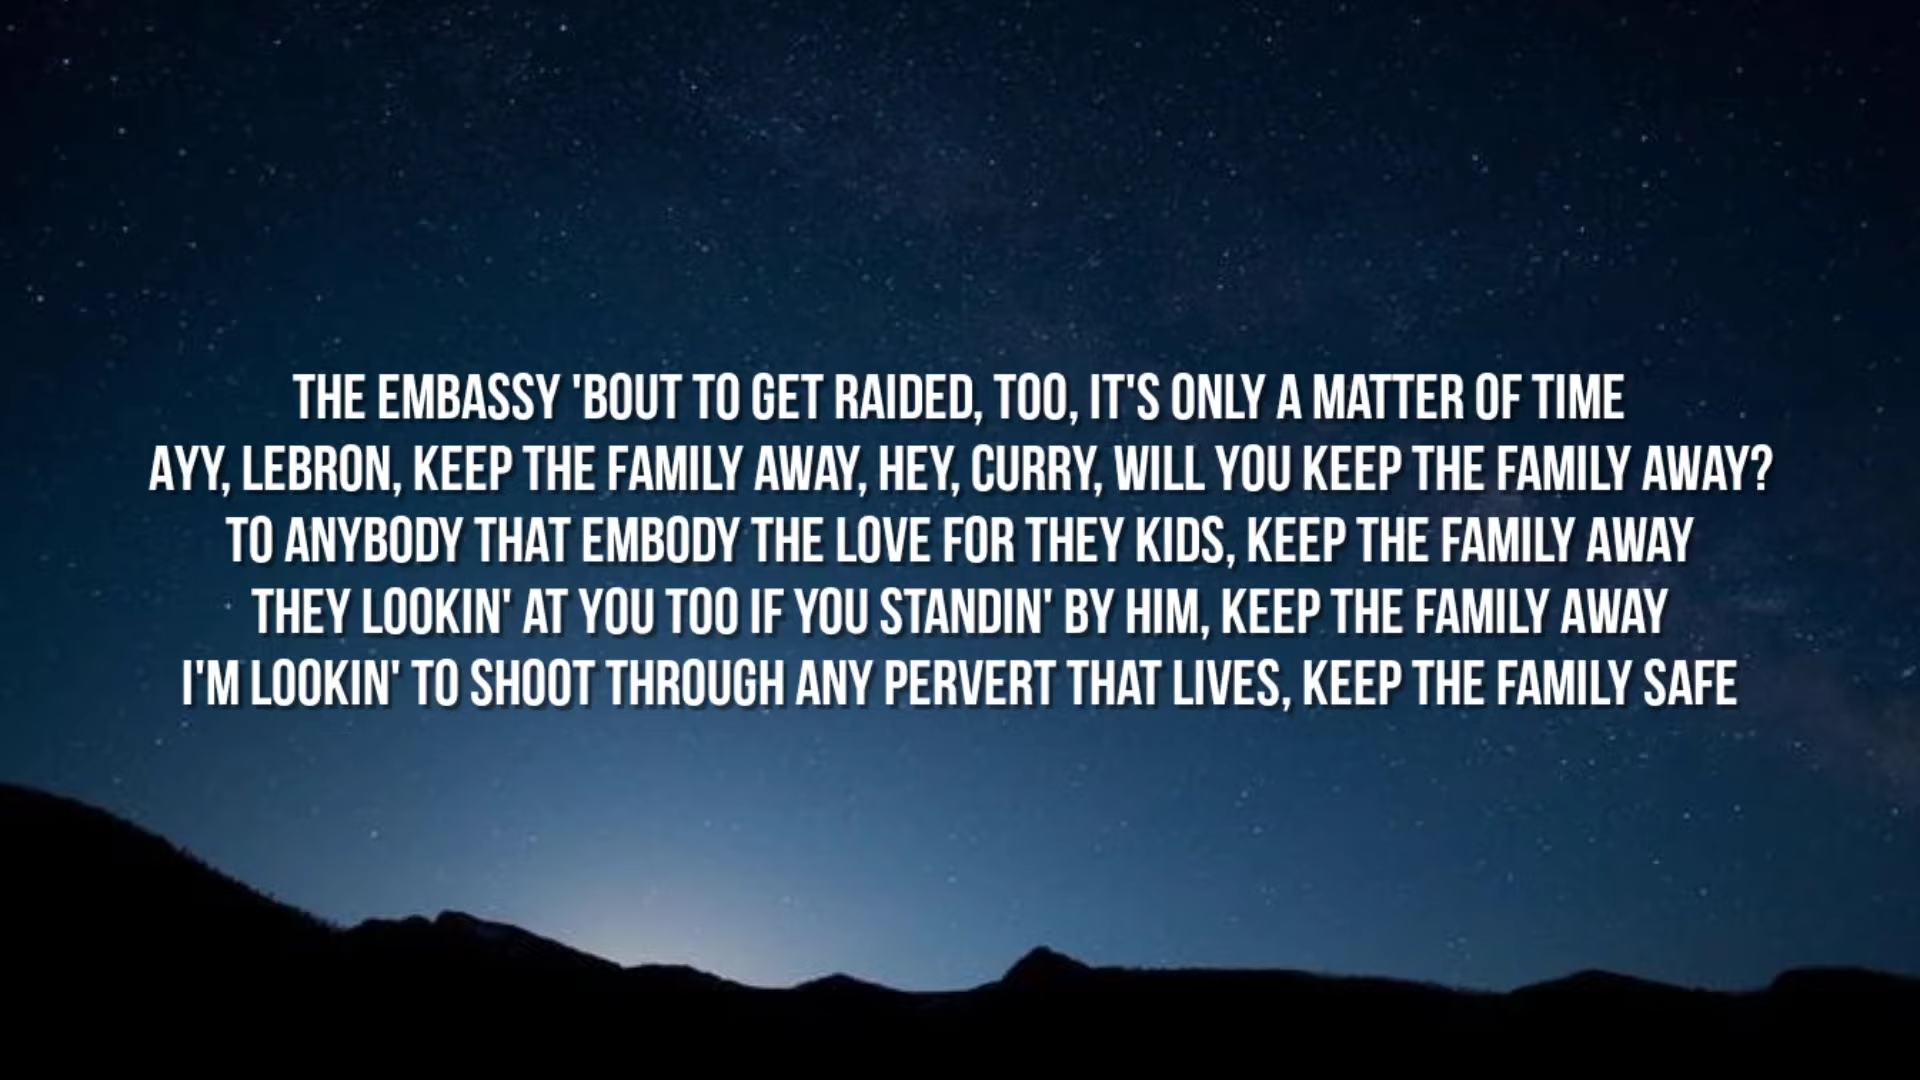 THE EMBASSY 'BOUT TO GET RAIDED, TOO, IT'S ONLY A MATTER OF TIME
AYY, LEBRON, KEEP THE FAMILY AWAY, HEY, CURRY, WILL YOU KEEP THE FAMILY AWAY?
TO ANYBODY THAT EMBODY THE LOVE FOR THEY KIDS, KEEP THE FAMILY AWAY
THEY LOOKIN' AT YOU TOO IF YOU STANDIN' BY HIM, KEEP THE FAMILY AWAY
I'M LOOKIN' TO SHOOT THROUGH ANY PERVERT THAT LIVES, KEEP THE FAMILY SAFE